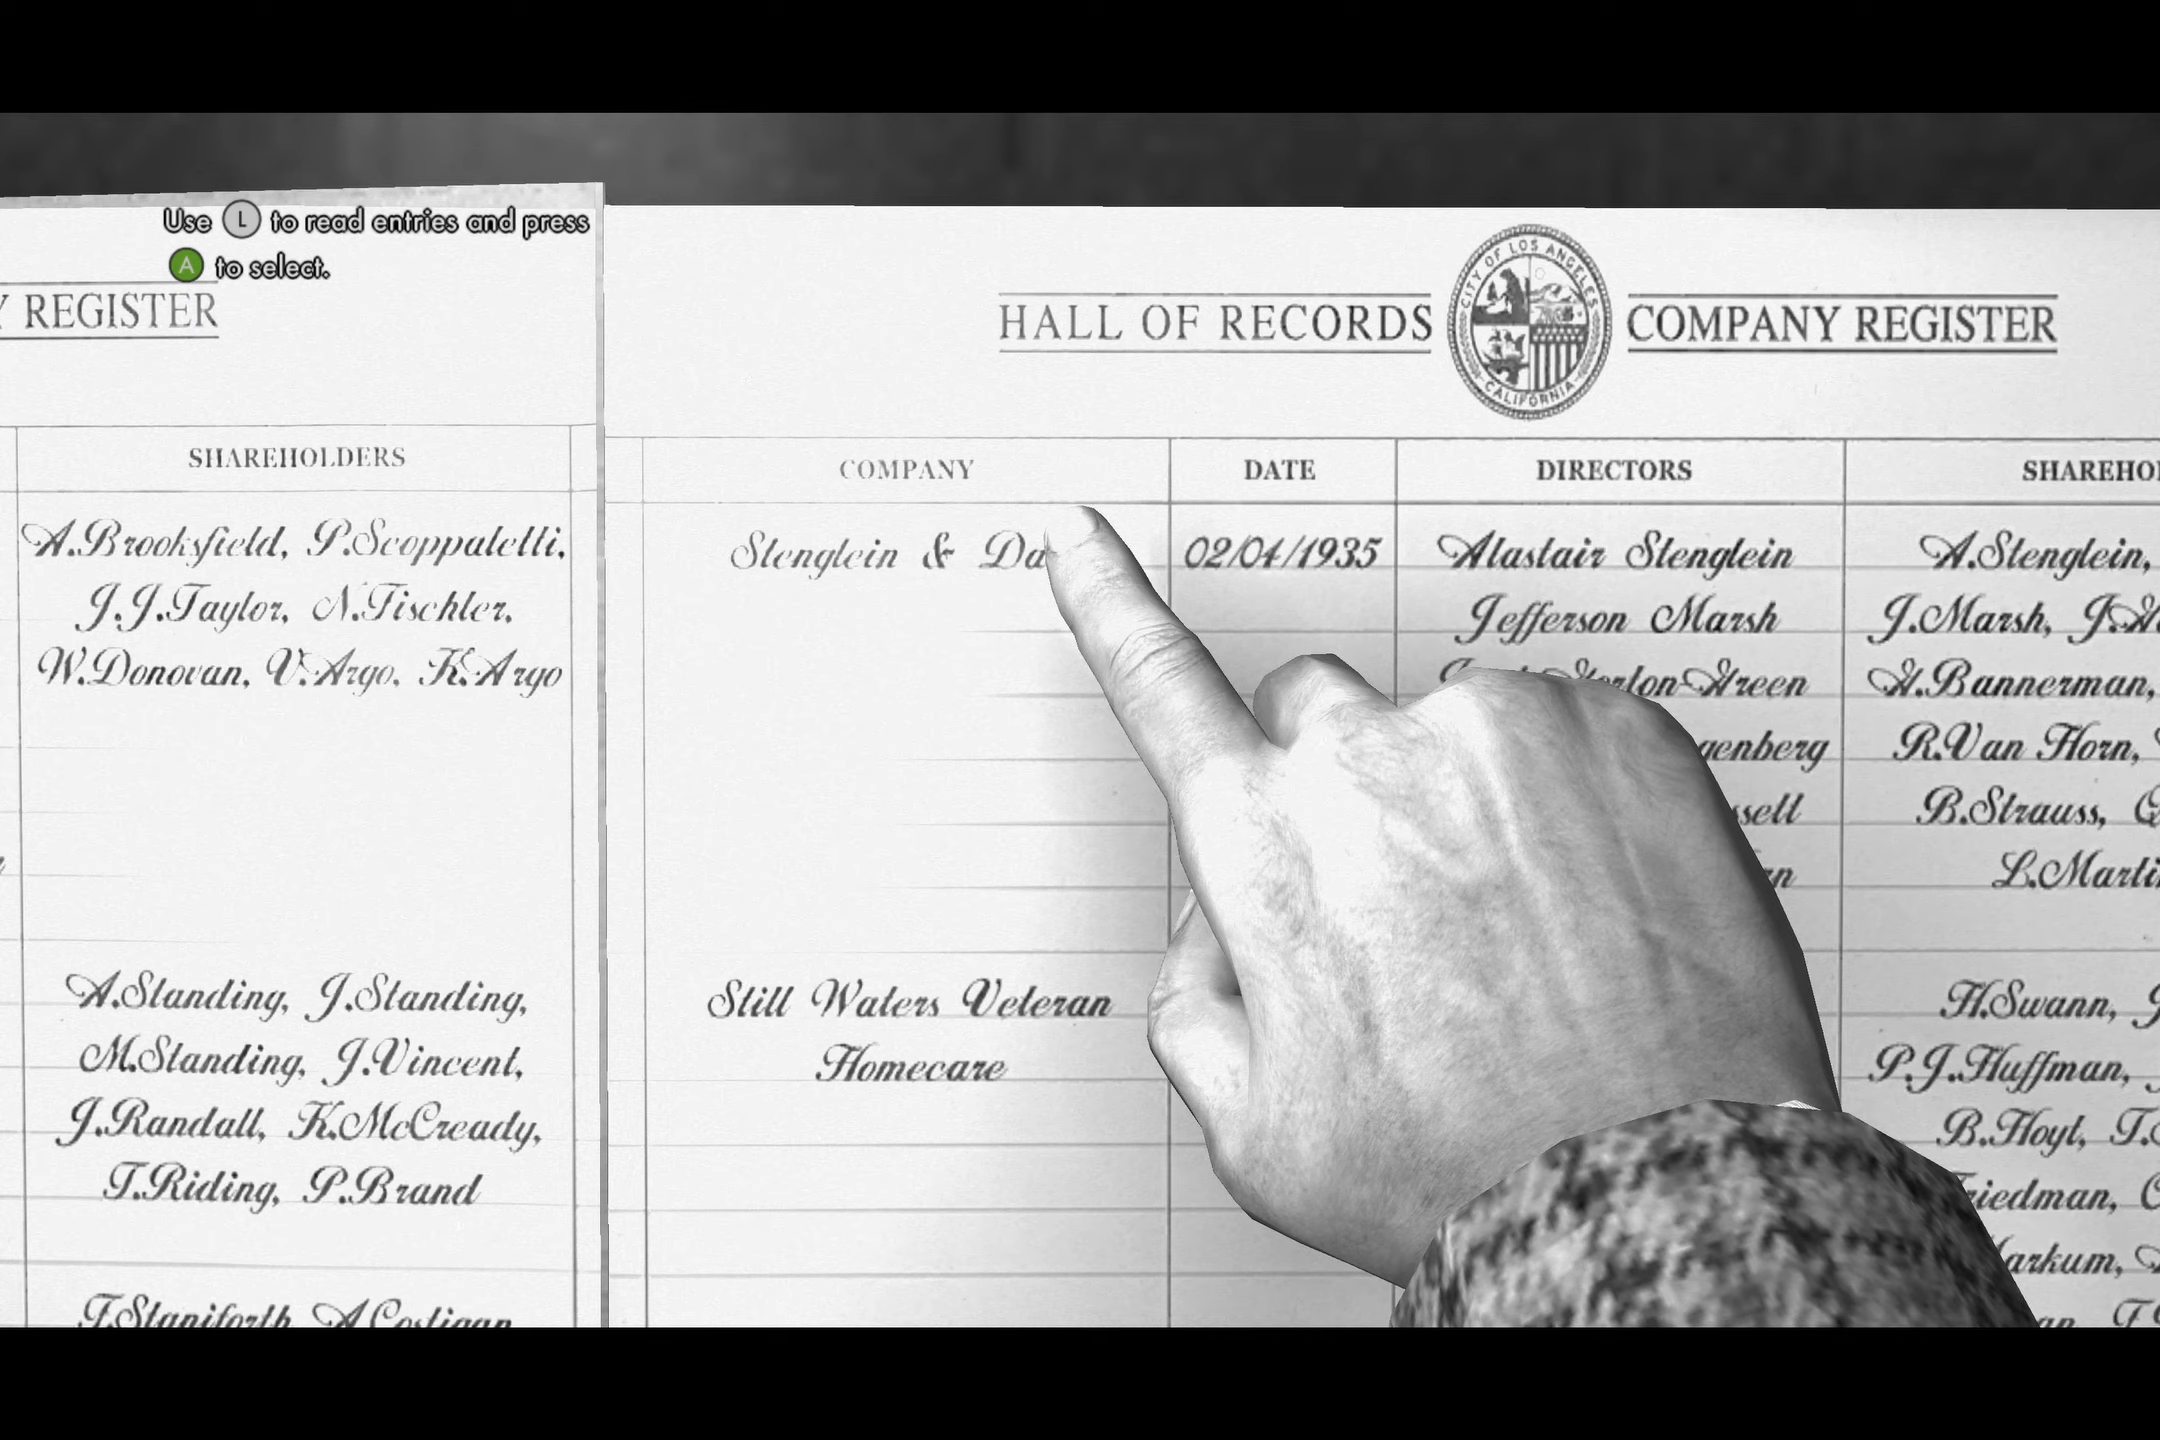 Use L to read entries and press
A to select.
REGISTER
SHAREHOLDERS
A.Brooksfield, P.Scoppaletti,
J.J.Taylor, N.Fischler,
W.Donovan, V.Argo, K.Argo
A.Standing, J.Standing,
M.Standing, J.Vincent,
J.Randall, K.McCready,
T.Riding, P.Brand
HALL OF RECORDS
CITY OF LOS ANGELES
CALIFORNIA
COMPANY REGISTER
COMPANY DATE DIRECTORS
Stenglein & 02/04/1935 Alastair Stenglein A.Stenglein,
Jefferson Marsh J.Marsh,
H.Bannerman,
R.Van Horn,
B.Strauss,
Still Waters Veteran H.Swann,
Homecare P.J.Huffman,
B.Hoyt,